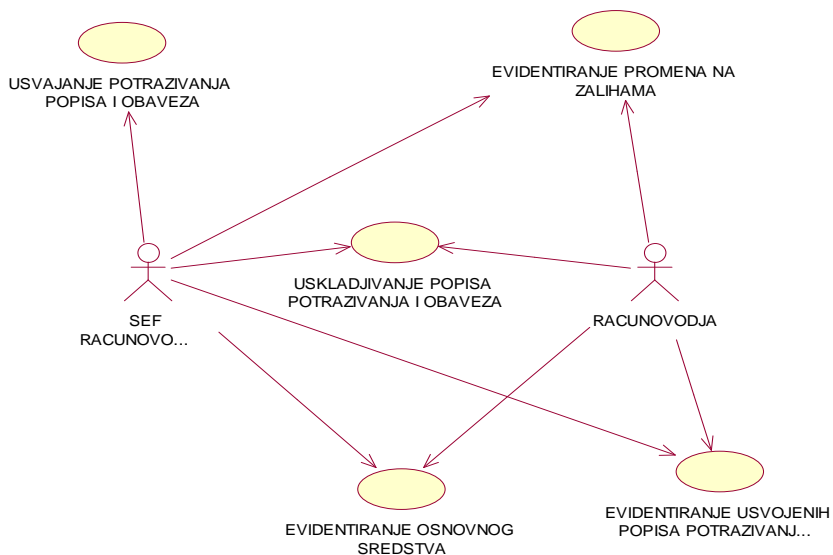 USVAJANJE POTRAZIVANJA
POPISA I OBAVEZA
EVIDENTIRANJE PROMENA NA
ZALIHAMA
USKLADJIVANJE POPISA
POTRAZIVANJA I OBAVEZA
SEF
RACUNOVO...
RACUNOVODJA
EVIDENTIRANJE OSNOVNOG
SREDSTVA
EVIDENTIRANJE USVOJENIH
POPISA POTRAZIVANJ...